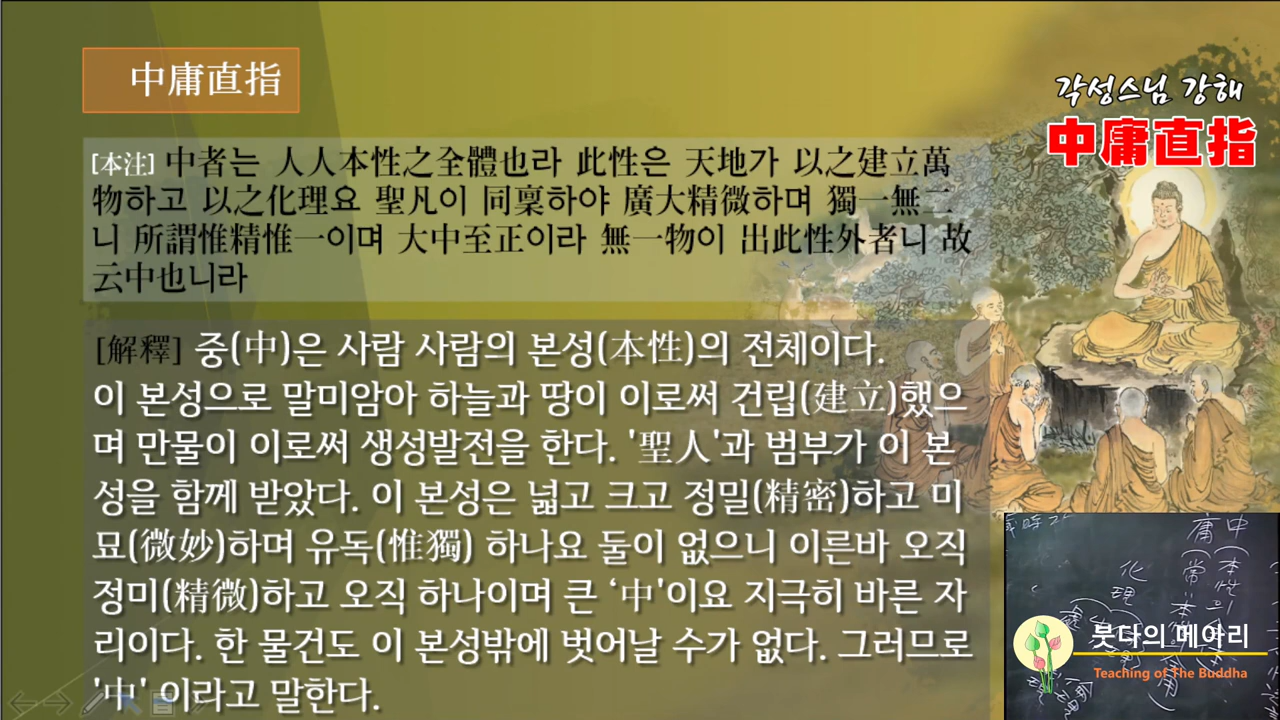 中庸直指
각성스님 강해
中庸直指
[本注] 中者는 人人本性之全體也라 此性은 天地가 以之建立萬
物하고 以之化理요 聖凡이 同稟하야 廣大精微하며 獨一無二
니 所謂惟精惟一이며 大中至正이라 無一物이 出此性外者니 故
云中也니라
[解釋] 중(中)은 사람 사람의 본성(本性)의 전체이다.
이 본성으로 말미암아 하늘과 땅이 이로써 건립(建立)했으
며 만물이 이로써 생성발전을 한다. '聖人'과 범부가 이 본
성을 함께 받았다. 이 본성은 넓고 크고 정밀(精密)하고 미
묘(微妙)하며 유독(惟獨) 하나요 둘이 없으니 이른바 오직
정미(精微)하고 오직 하나이며 큰 ‘中'이요 지극히 바른 자
리이다. 한 물건도 이 본성밖에 벗어날 수가 없다. 그러므로
'中' 이라고 말한다.
中
庸
本性
常
化
理
붓다의 메아리
Teaching of The Buddha